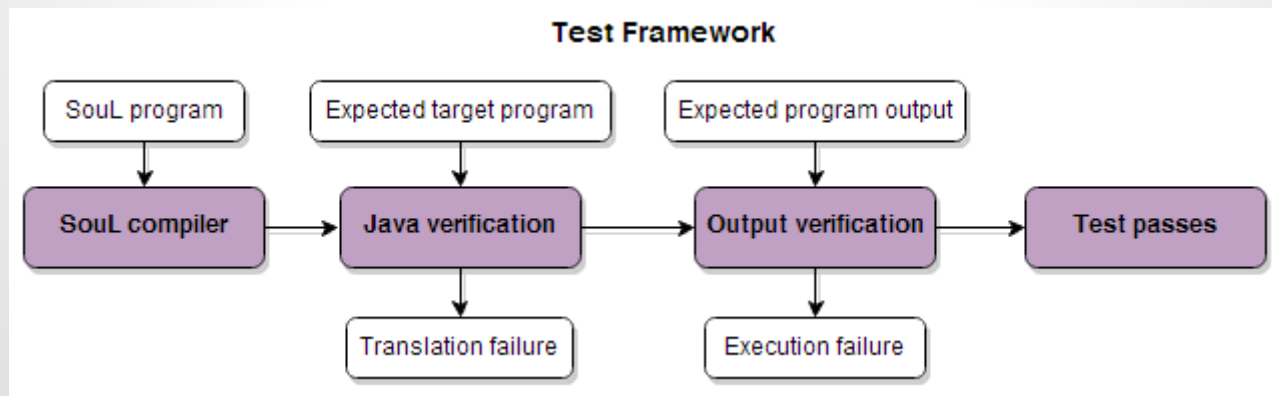 Test Framework
SouL program
Expected target program
Expected program output
SouL compiler
Java verification
Output verification
Test passes
Translation failure
Execution failure